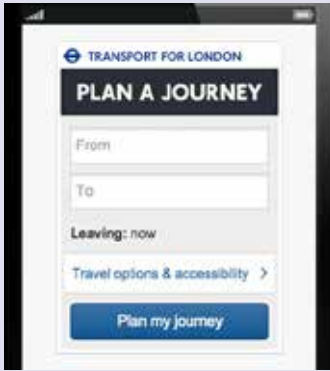 TRANSPORT FOR LONDON
PLAN A JOURNEY
From
To
Leaving: now
Travel options & accessibility >
Plan my journey